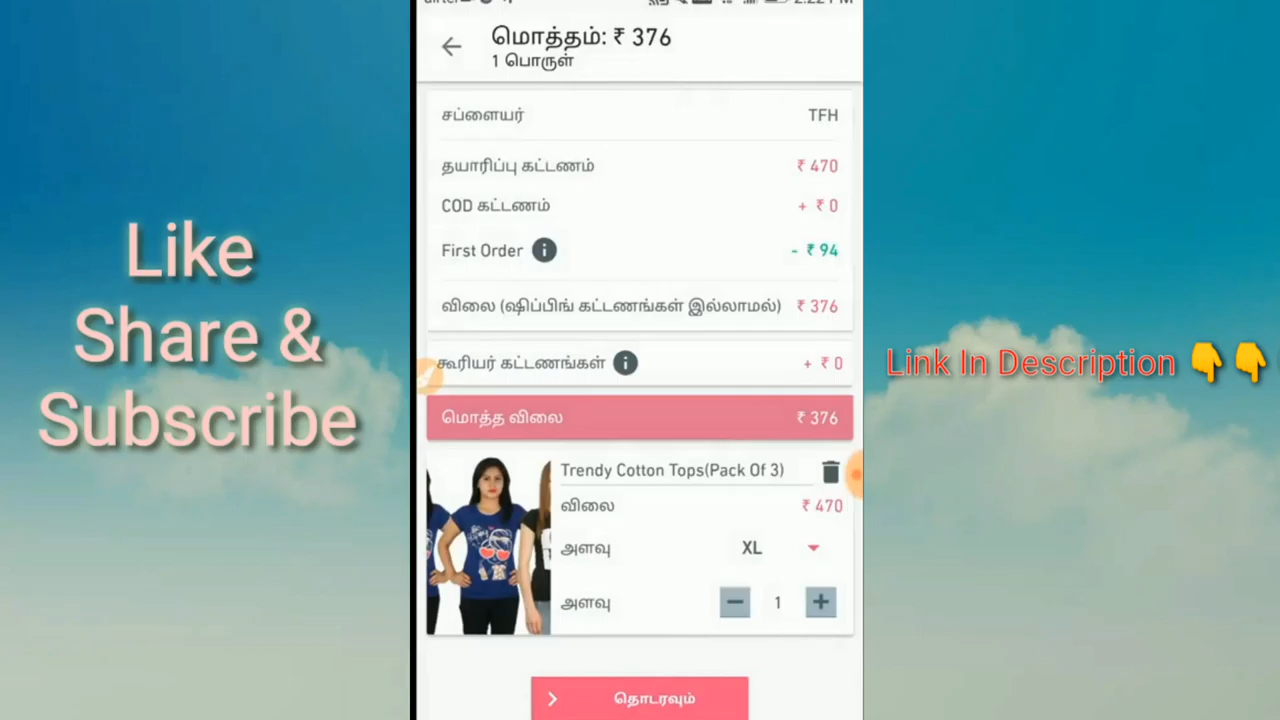 Like
Share &
Subscribe
மொத்தம்: ₹ 376
1 பொருள்
சப்ளையர் TFH
தயாரிப்பு கட்டணம் ₹ 470
COD கட்டணம் + ₹ 0
First Order - ₹ 94
விலை (ஷிப்பிங் கட்டணங்கள் இல்லாமல்) ₹ 376
கூரியர் கட்டணங்கள் + ₹ 0
மொத்த விலை ₹ 376
Trendy Cotton Tops(Pack Of 3)
விலை ₹ 470
அளவு XL
அளவு 1
தொடரவும்
Link In Description 👇👇